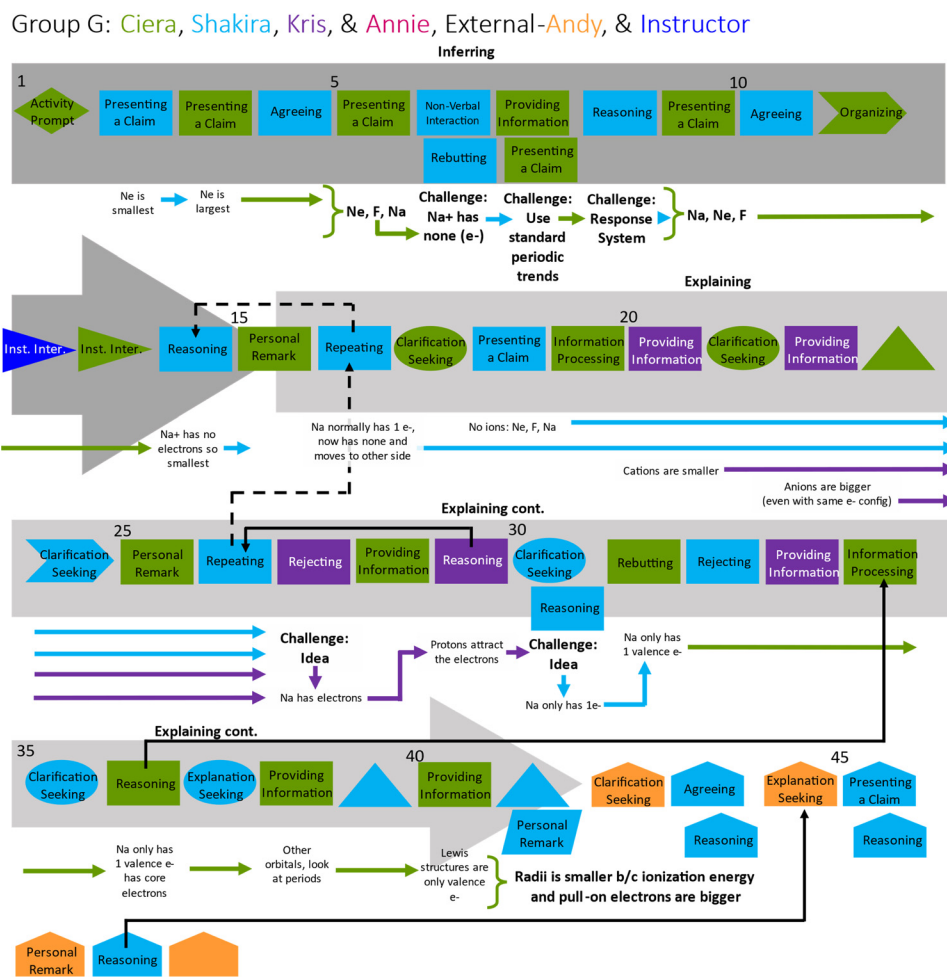 Group G: Ciera, Shakira, Kris, & Annie, External-Andy, & Instructor
Inferring
1
5
10
Activity
Prompt
Presenting
a Claim
Presenting
a Claim
Agreeing
Presenting
a Claim
Non-Verbal
Interaction
Providing
Information
Reasoning
Presenting
a Claim
Agreeing
Organizing
Rebutting
Presenting
a Claim
Ne is
smallest
Ne is
largest
Ne, F, Na
Challenge:
Na+ has
none (e-)
Challenge:
Use
standard
periodic
trends
Challenge:
Response
System
Na, Ne, F
Explaining
15
20
Inst. Inter.
Inst. Inter.
Reasoning
Personal
Remark
Repeating
Clarification
Seeking
Presenting
a Claim
Information
Processing
Providing
Information
Clarification
Seeking
Providing
Information
Na+ has no
electrons so
smallest
Na normally has 1 e-,
now has none and
moves to other side
No ions: Ne, F, Na
Cations are smaller
Anions are bigger
(even with same e- config)
Explaining cont.
25
30
Clarification
Seeking
Personal
Remark
Repeating
Rejecting
Providing
Information
Reasoning
Clarification
Seeking
Rebutting
Rejecting
Providing
Information
Information
Processing
Reasoning
Challenge:
Idea
Na has electrons
Protons attract
the electrons
Challenge:
Idea
Na only has 1e-
Na only has
1 valence e-
Explaining cont.
35
40
45
Clarification
Seeking
Reasoning
Explanation
Seeking
Providing
Information
Providing
Information
Personal
Remark
Clarification
Seeking
Agreeing
Reasoning
Explanation
Seeking
Presenting
a Claim
Reasoning
Na only has
1 valence e-
has core
electrons
Other
orbitals, look
at periods
Lewis
structures are
only valence
e-
Radii is smaller b/c ionization energy
and pull-on electrons are bigger
Personal
Remark
Reasoning